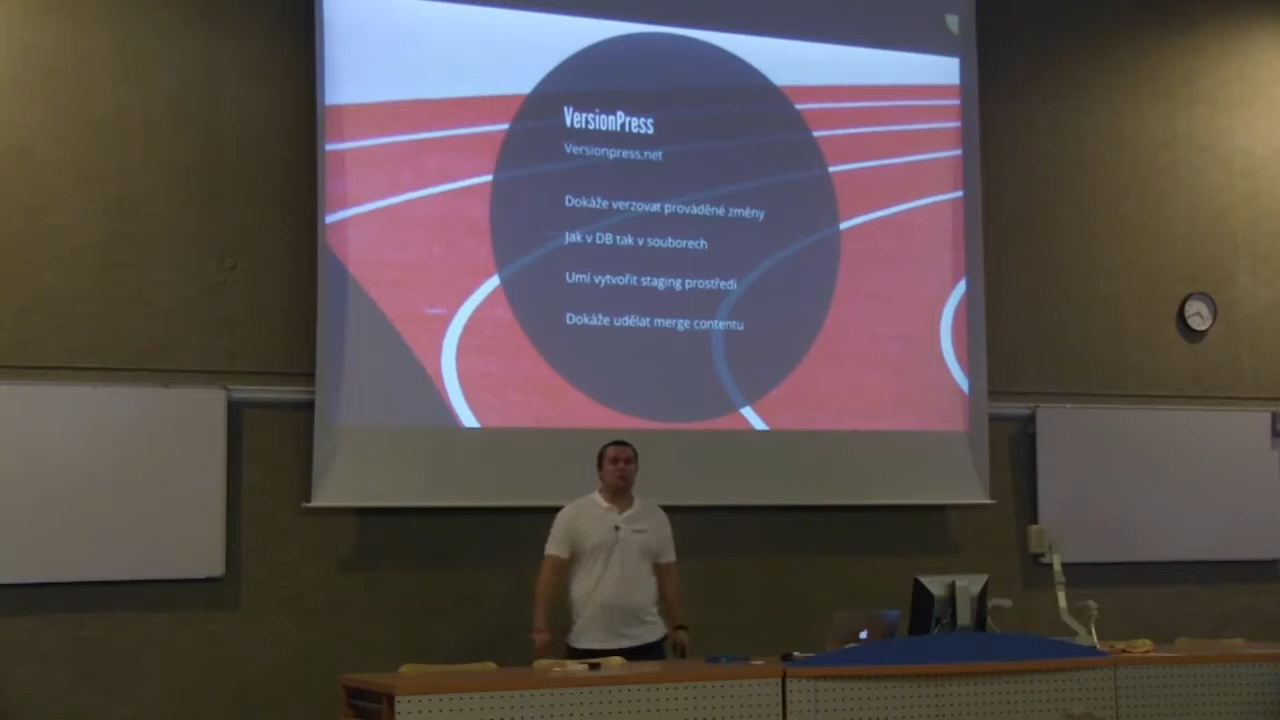 VersionPress
Versionpress.net
Dokáže verzovat prováděné změny
Jak v DB tak v souborech
Umí vytvořit staging prostředí
Dokáže udělat merge contentu